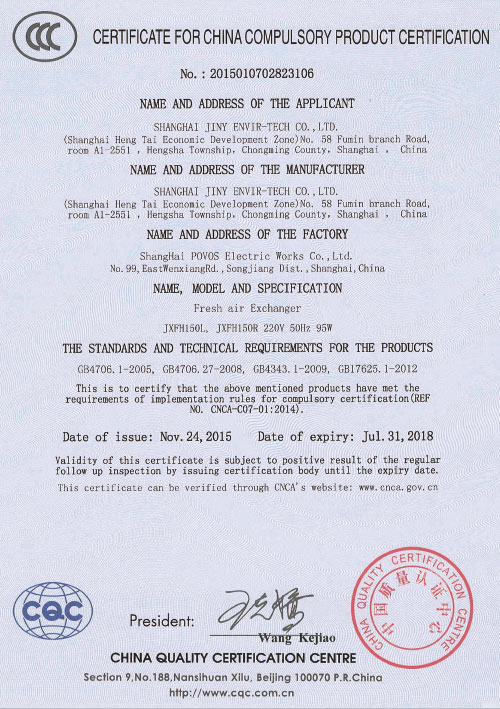 CCC
CERTIFICATE FOR CHINA COMPULSORY PRODUCT CERTIFICATION
No. : 2015010702823106
NAME AND ADDRESS OF THE APPLICANT
SHANGHAI JINY ENVIR-TECH CO.,LTD.
(Shanghai Heng Tai Economic Development Zone)No. 58 Fumin branch Road,
room A1-2551 , Hengsha Township, Chongming County, Shanghai , China
NAME AND ADDRESS OF THE MANUFACTURER
SHANGHAI JINY ENVIR-TECH CO.,LTD.
(Shanghai Heng Tai Economic Development Zone)No. 58 Fumin branch Road,
room A1-2551 , Hengsha Township, Chongming County, Shanghai , China
NAME AND ADDRESS OF THE FACTORY
ShangHai POVOS Electric Works Co.,Ltd.
No.99,EastWenxiangRd.,Songjiang Dist.,Shanghai,China
NAME, MODEL AND SPECIFICATION
Fresh air Exchanger
JXFH150L, JXFH150R 220V 50Hz 95W
THE STANDARDS AND TECHNICAL REQUIREMENTS FOR THE PRODUCTS
GB4706.1-2005, GB4706.27-2008, GB4343.1-2009, GB17625.1-2012
This is to certify that the above mentioned products have met the
requirements of implementation rules for compulsory certification(REF
NO. CNCA-C07-01:2014).
Date of issue: Nov.24,2015 Date of expiry: Jul.31,2018
Validity of this certificate is subject to positive result of the regular
follow up inspection by issuing certification body until the expiry date.
This certificate can be verified through CNCA's website: www.cnca.gov.cn
CHINA QUALITY CERTIFICATION CENTRE
中国质量认证中心
CQC
President: 王克娇
Wang Kejiao
CHINA QUALITY CERTIFICATION CENTRE
Section 9,No.188,Nansihuan Xilu, Beijing 100070 P.R.China
http://www.cqc.com.cn